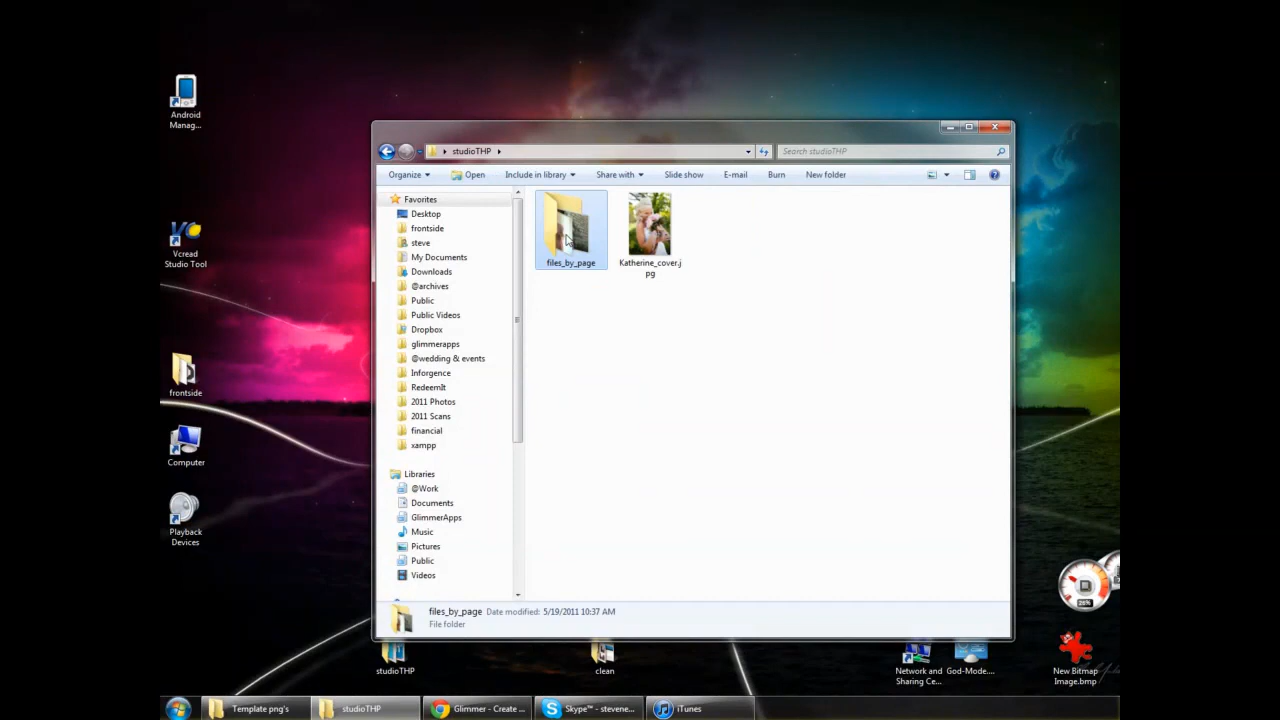 Android
Manag...
Vcread
Studio Tool
frontside
Computer
Playback
Devices
studioTHP
Search studioTHP
Organize
Open
Include in library
Share with
Slide show
E-mail
Burn
New folder
Favorites
Desktop
frontside
steve
My Documents
Downloads
@archives
Public
Public Videos
Dropbox
glimmerapps
@wedding & events
Inforgence
RedeemIt
2011 Photos
2011 Scans
financial
xampp
Libraries
@Work
Documents
GlimmerApps
Music
Pictures
Public
Videos
files_by_page
Katherine_cover.j
pg
files_by_page Date modified: 5/19/2011 10:37 AM
File folder
26%
studioTHP
clean
Network and
Sharing Ce...
God-Mode....
New Bitmap
Image.bmp
Template png's
studioTHP
Glimmer - Create ...
Skype™ - stevene...
iTunes